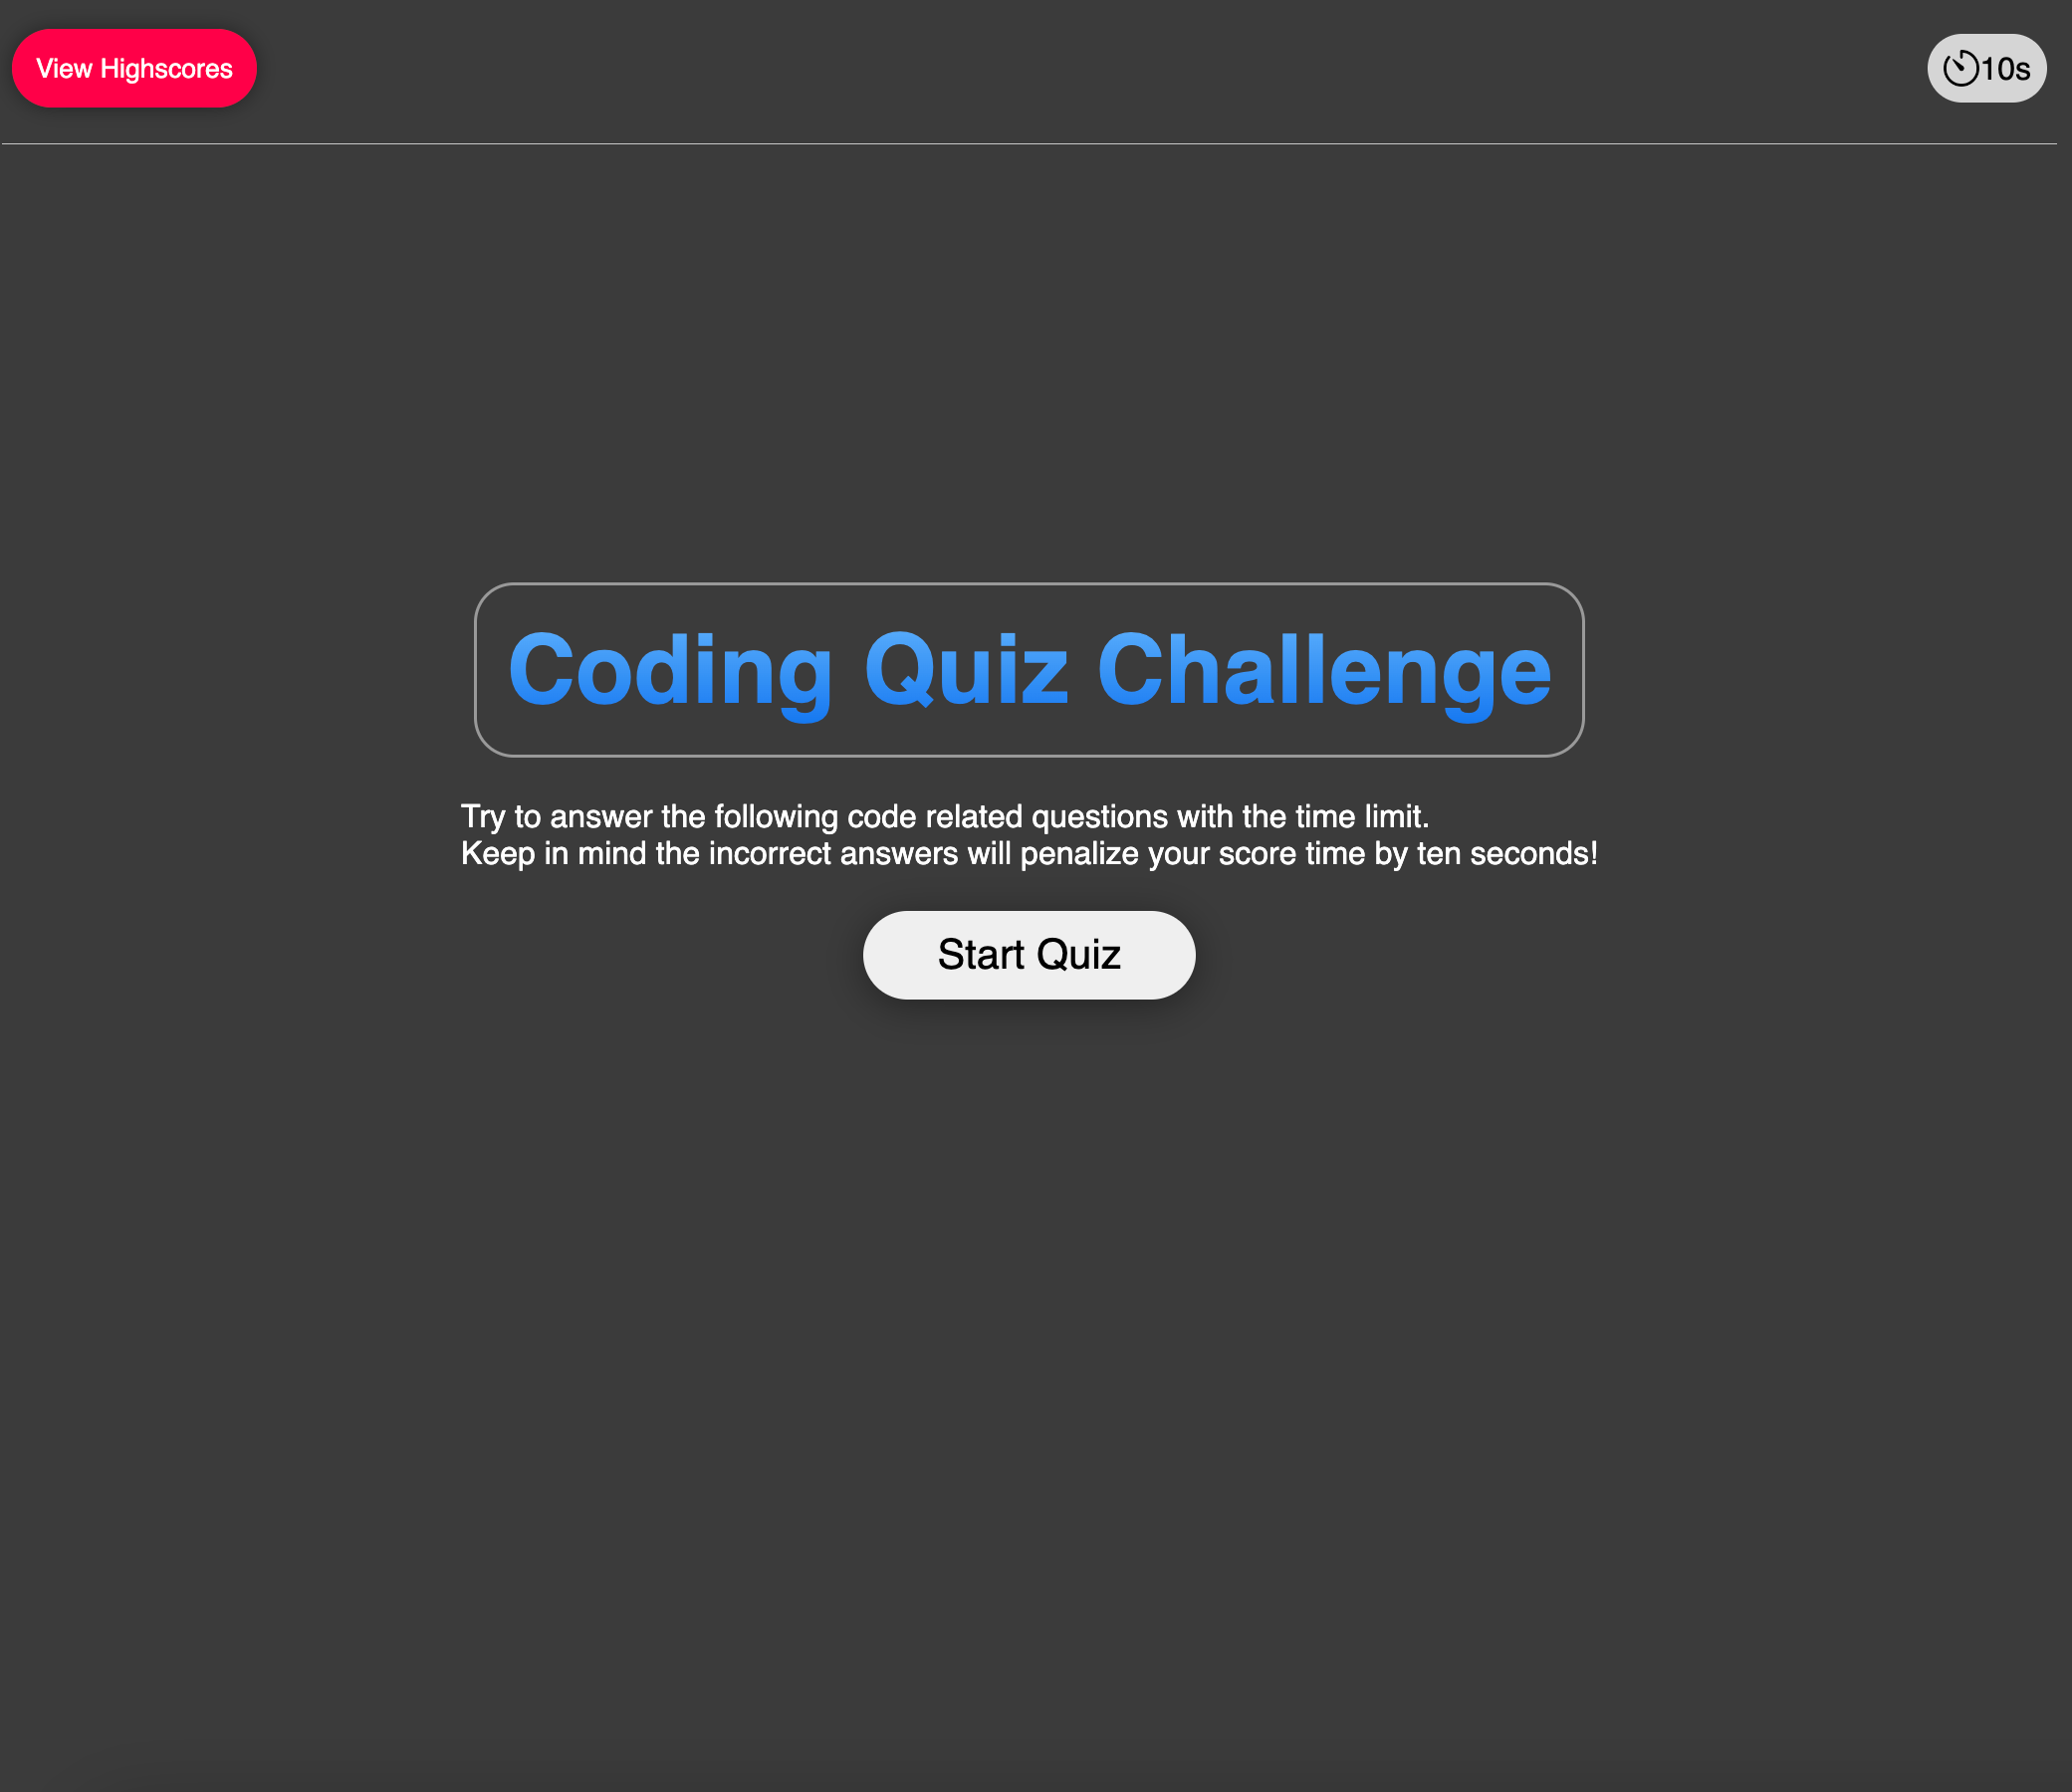 View Highscores
10s
Coding Quiz Challenge
Try to answer the following code related questions with the time limit.
Keep in mind the incorrect answers will penalize your score time by ten seconds!
Start Quiz